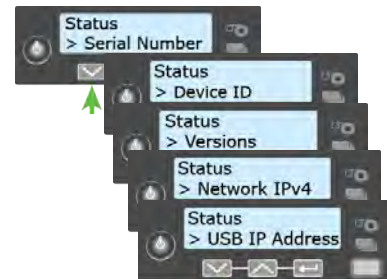 Status
> Serial Number
Status
> Device ID
Status
> Versions
Status
> Network IPv4
Status
> USB IP Address